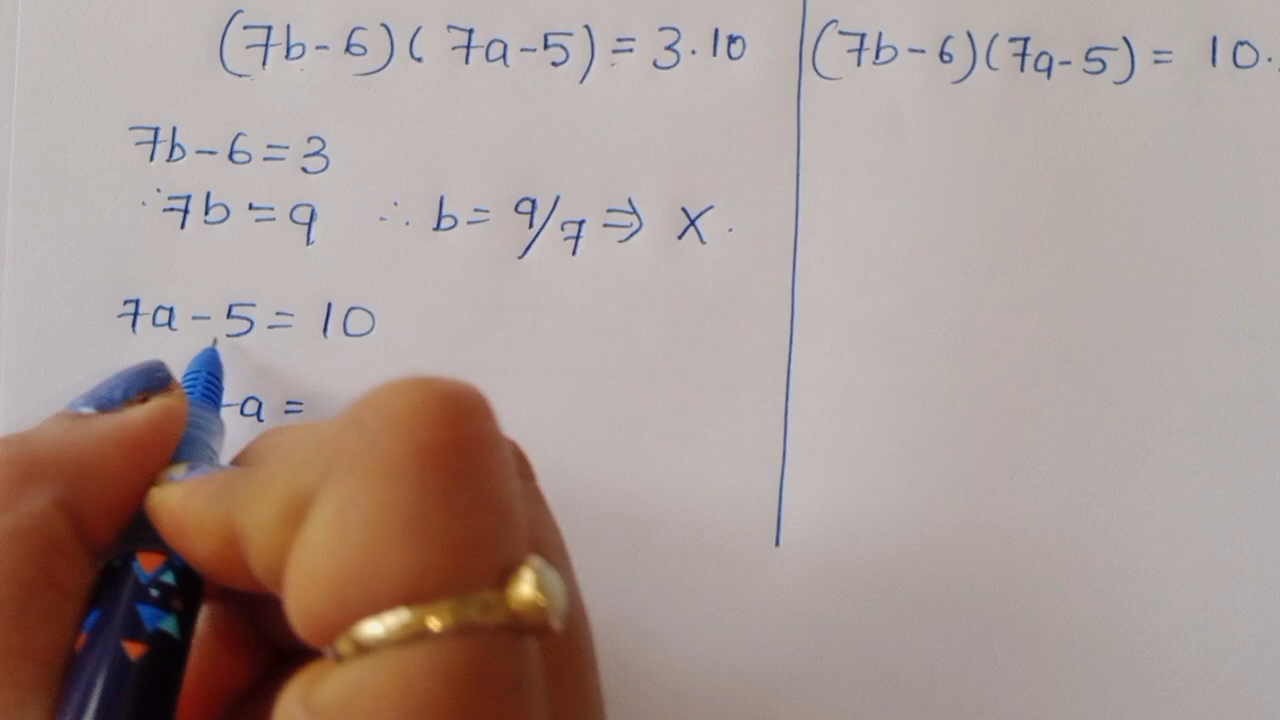 (7b-6)(7a-5)=3.10
7b-6=3
∴7b=9 ∴ b=9/7⇒ X.
7a-5=10
a=
(7b-6)(7a-5)= 10.